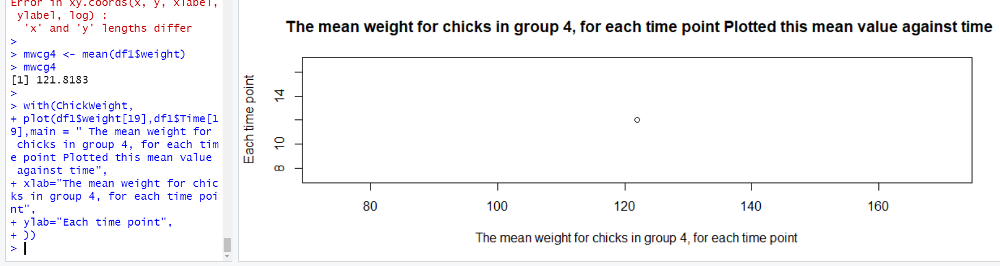 Error in xy.coords(x, y, xlabel,
 ylabel, log) :
  'x' and 'y' lengths differ
>
> mwcg4 <- mean(df1$weight)
> mwcg4
[1] 121.8183
>
> with(ChickWeight,
+ plot(df1$weight[19],df1$Time[1
9],main = " The mean weight for
 chicks in group 4, for each tim
e point Plotted this mean value
 against time",
+ xlab="The mean weight for chic
ks in group 4, for each time poi
nt",
+ ylab="Each time point",
+ ))
>
The mean weight for chicks in group 4, for each time point Plotted this mean value against time
Each time point
14
10
8
80 100 120 140 160
The mean weight for chicks in group 4, for each time point